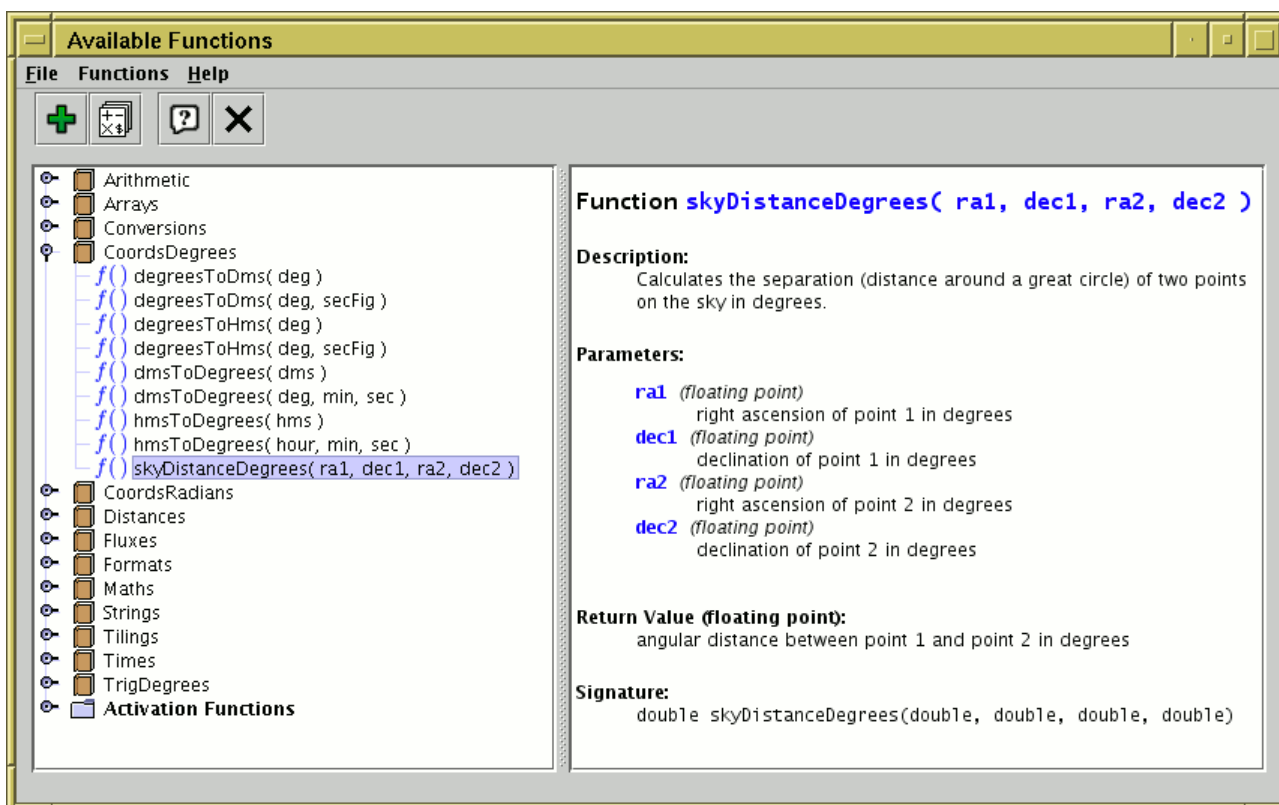 Available Functions
File Functions Help
Arithmetic
Arrays
Conversions
CoordsDegrees
f() degreesToDms( deg )
f() degreesToDms( deg, secFig )
f() degreesToHms( deg )
f() degreesToHms( deg, secFig )
f() dmsToDegrees( dms )
f() dmsToDegrees( deg, min, sec )
f() hmsToDegrees( hms )
f() hmsToDegrees( hour, min, sec )
f() skyDistanceDegrees( ra1, dec1, ra2, dec2 )
CoordsRadians
Distances
Fluxes
Formats
Maths
Strings
Tilings
Times
TrigDegrees
Activation Functions
Function skyDistanceDegrees( ra1, dec1, ra2, dec2 )
Description:
Calculates the separation (distance around a great circle) of two points
on the sky in degrees.
Parameters:
ra1 (floating point)
right ascension of point 1 in degrees
dec1 (floating point)
declination of point 1 in degrees
ra2 (floating point)
right ascension of point 2 in degrees
dec2 (floating point)
declination of point 2 in degrees
Return Value (floating point):
angular distance between point 1 and point 2 in degrees
Signature:
double skyDistanceDegrees(double, double, double, double)